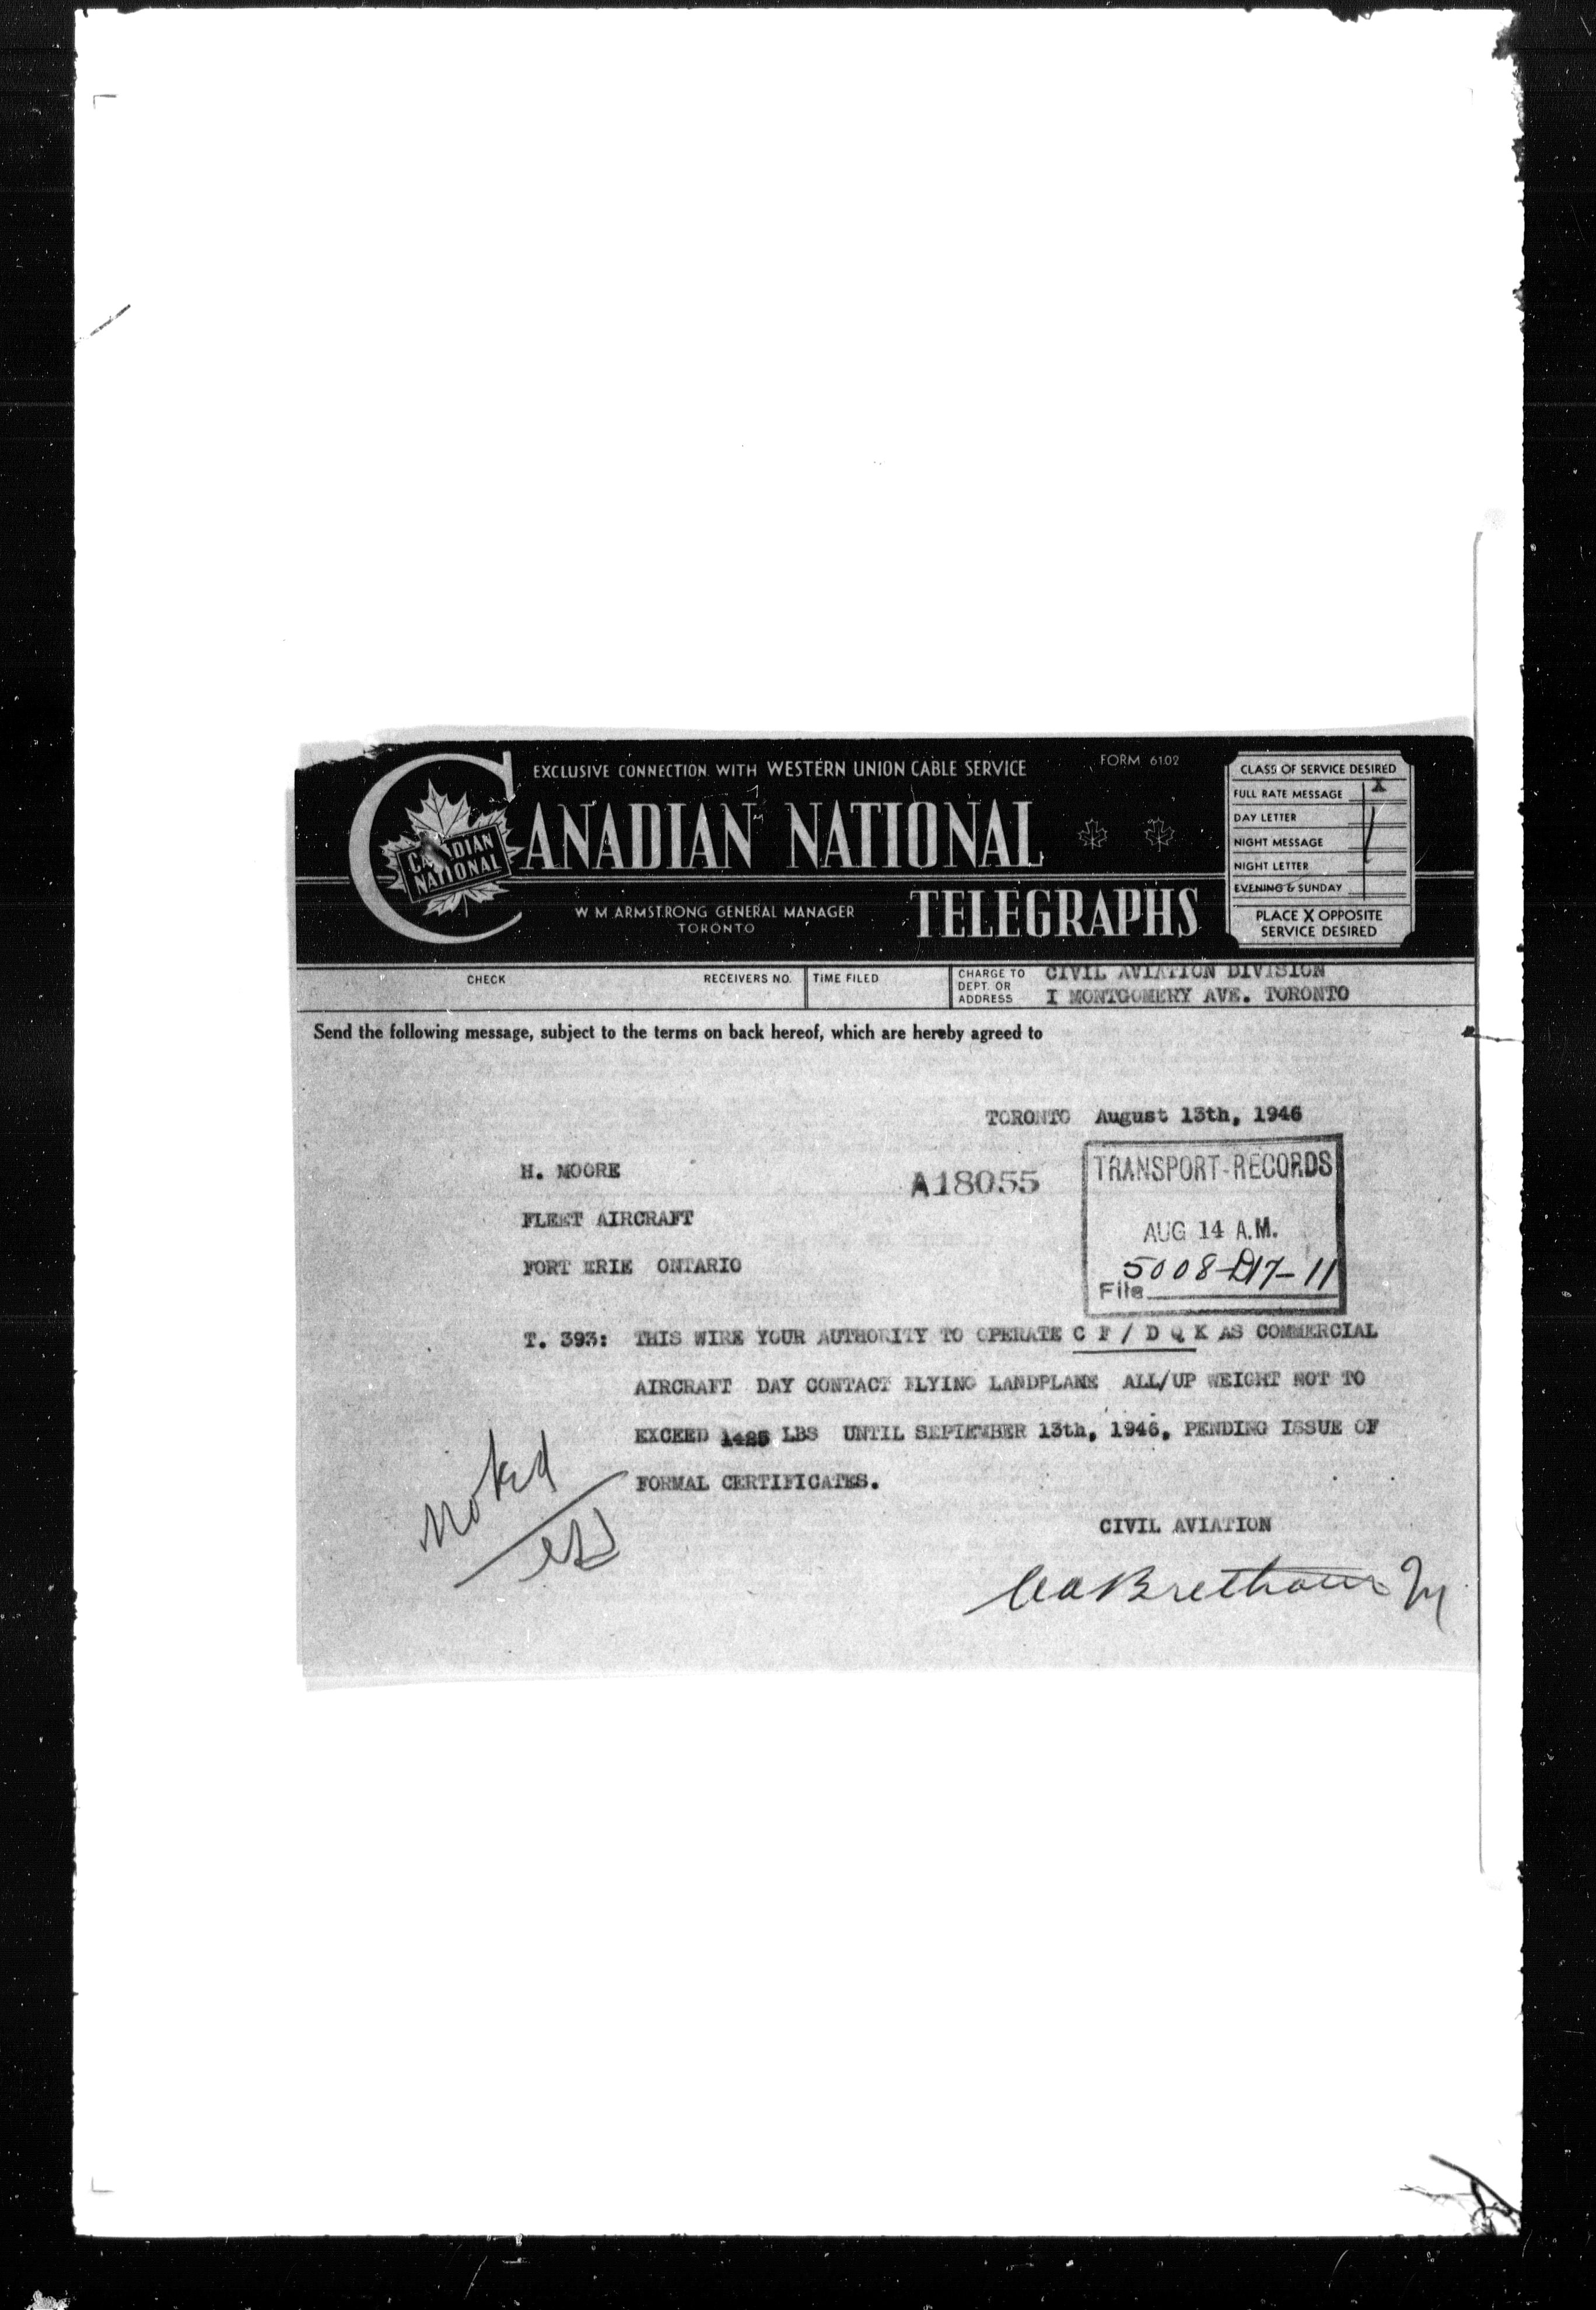 EXCLUSIVE CONNECTION WITH WESTERN UNION CABLE SERVICE
FORM 6102
CANADIAN NATIONAL
CANADIAN NATIONAL
TELEGRAPHS
W M ARMSTRONG GENERAL MANAGER
TORONTO
CLASS OF SERVICE DESIRED
FULL RATE MESSAGE X
DAY LETTER
NIGHT MESSAGE
NIGHT LETTER
EVENING & SUNDAY
PLACE X OPPOSITE
SERVICE DESIRED
CHECK
RECEIVERS NO.
TIME FILED
CHARGE TO DEPT. OR ADDRESS
CIVIL AVIATION DIVISION
I MONTGOMERY AVE. TORONTO
Send the following message, subject to the terms on back hereof, which are hereby agreed to
TORONTO August 13th, 1946
H. MOORE
A18055
FLEET AIRCRAFT
FORT ERIE ONTARIO
TRANSPORT-RECORDS
AUG 14 A.M.
File 5008-D17-11
T. 393: THIS WIRE YOUR AUTHORITY TO OPERATE C F / D Q K AS COMMERCIAL
AIRCRAFT DAY CONTACT FLYING LANDPLANE ALL/UP WEIGHT NOT TO
EXCEED 1425 LBS UNTIL SEPTEMBER 13th, 1946, PENDING ISSUE OF
FORMAL CERTIFICATES.
Noted
CIVIL AVIATION
Brethour